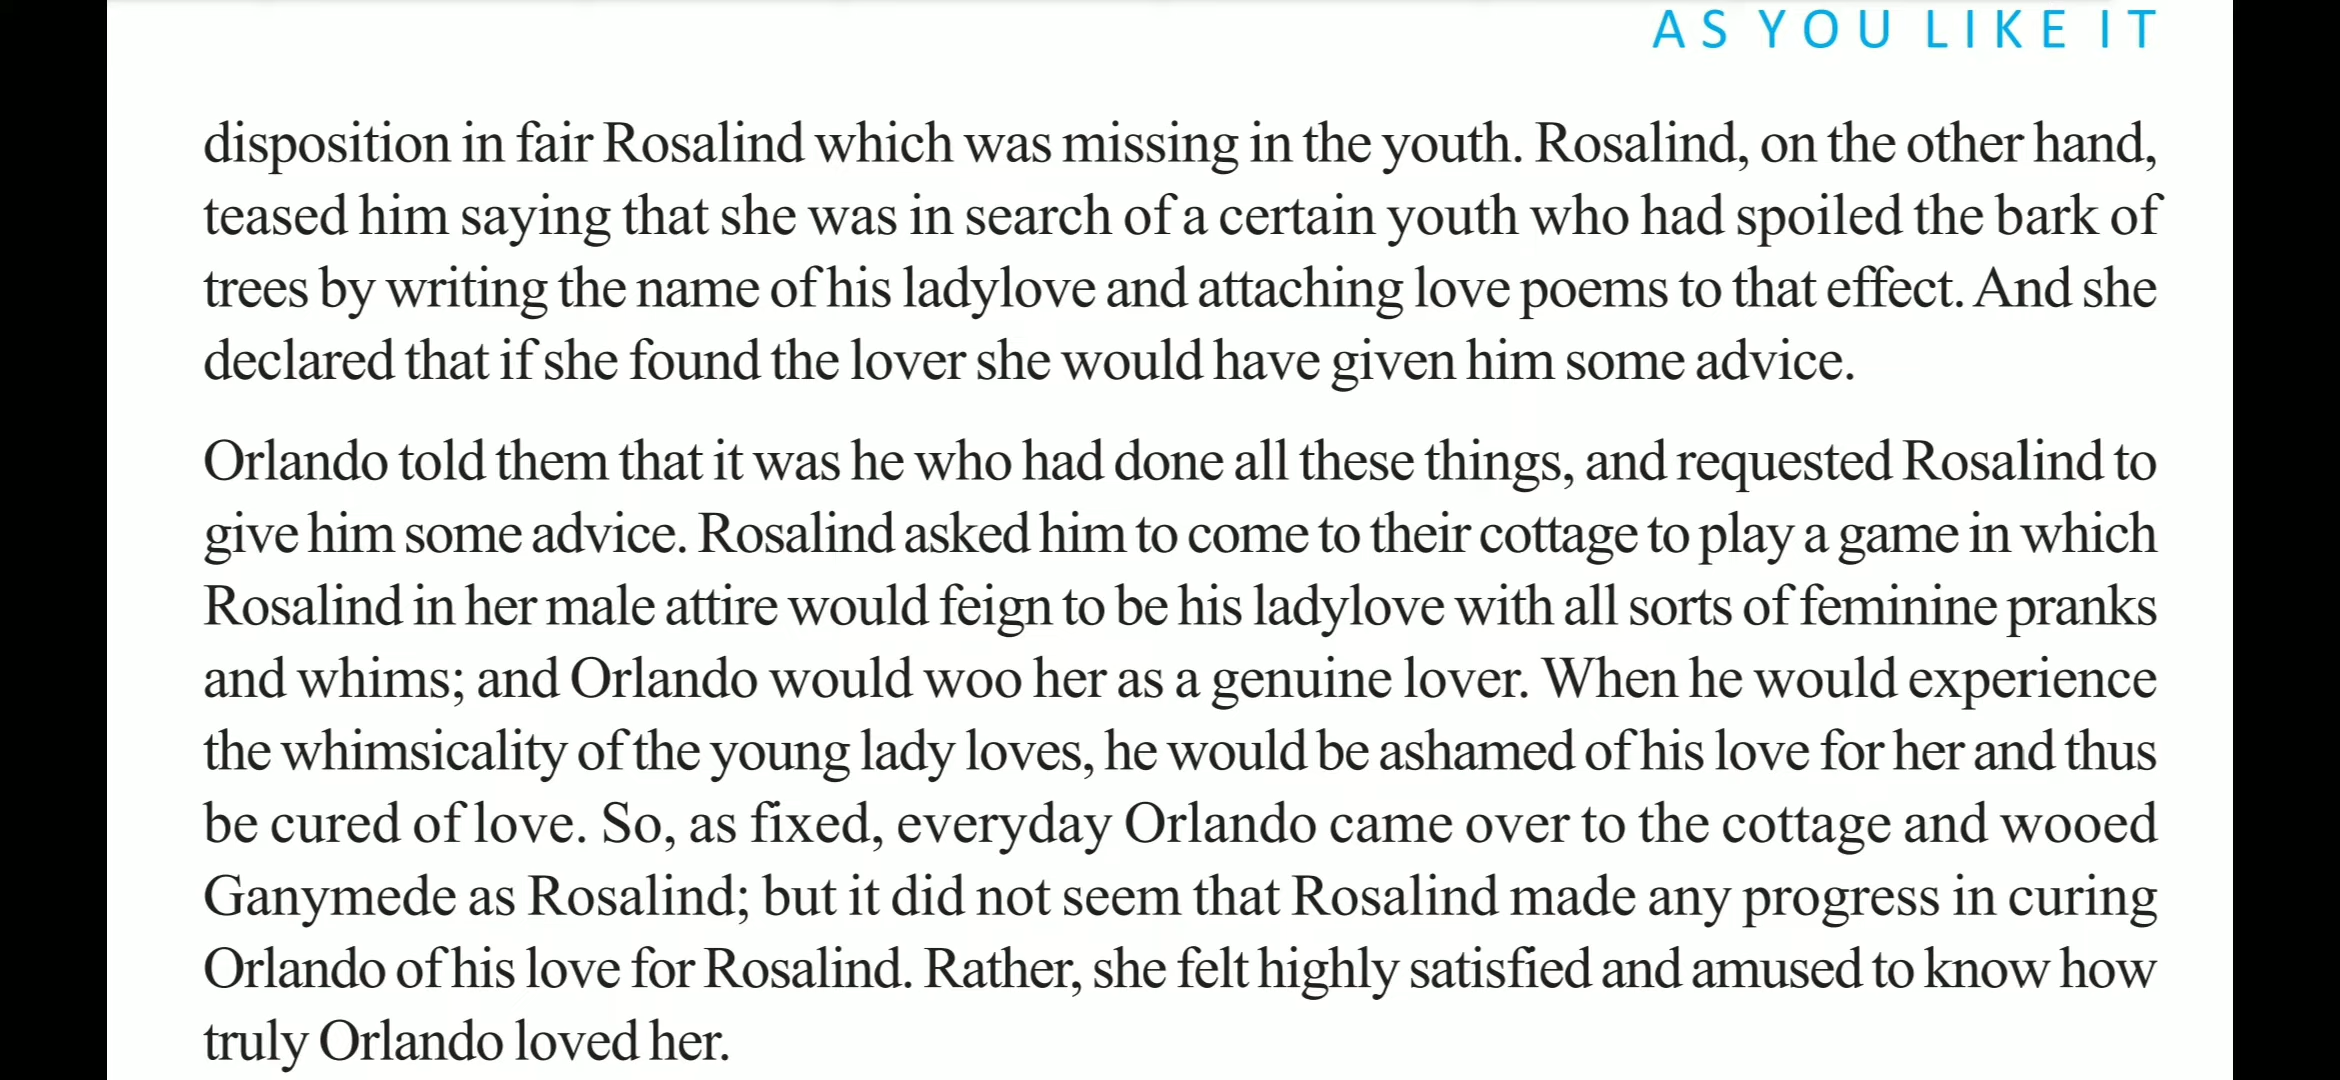 AS YOU LIKE IT
disposition in fair Rosalind which was missing in the youth. Rosalind, on the other hand,
teased him saying that she was in search of a certain youth who had spoiled the bark of
trees by writing the name of his ladylove and attaching love poems to that effect. And she
declared that if she found the lover she would have given him some advice.
Orlando told them that it was he who had done all these things, and requested Rosalind to
give him some advice. Rosalind asked him to come to their cottage to play a game in which
Rosalind in her male attire would feign to be his ladylove with all sorts of feminine pranks
and whims; and Orlando would woo her as a genuine lover. When he would experience
the whimsicality of the young lady loves, he would be ashamed of his love for her and thus
be cured of love. So, as fixed, everyday Orlando came over to the cottage and wooed
Ganymede as Rosalind; but it did not seem that Rosalind made any progress in curing
Orlando of his love for Rosalind. Rather, she felt highly satisfied and amused to know how
truly Orlando loved her.